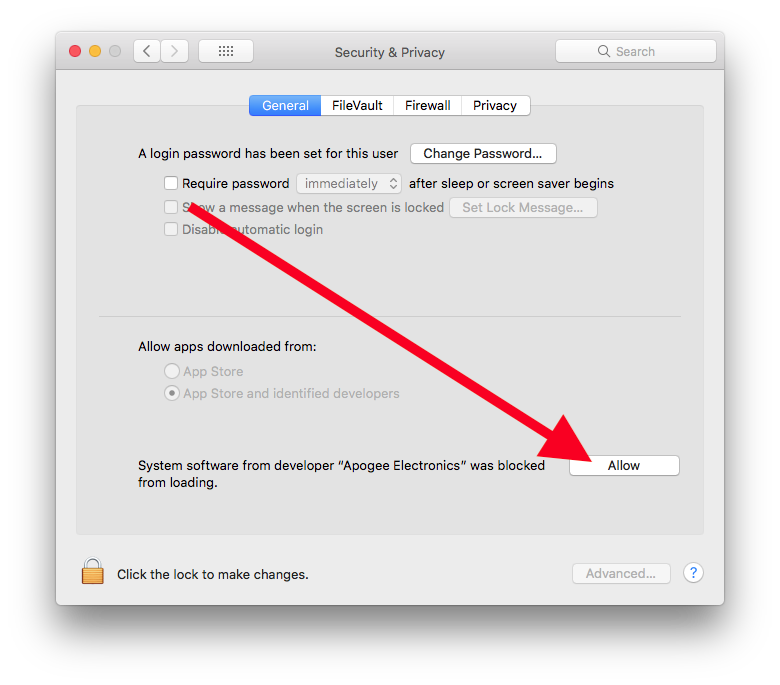 Security & Privacy
Search
General FileVault Firewall Privacy
A login password has been set for this user Change Password...
Require password immediately after sleep or screen saver begins
Show a message when the screen is locked Set Lock Message...
Disable automatic login
Allow apps downloaded from:
App Store
App Store and identified developers
System software from developer “Apogee Electronics” was blocked Allow
from loading.
Click the lock to make changes. Advanced... ?